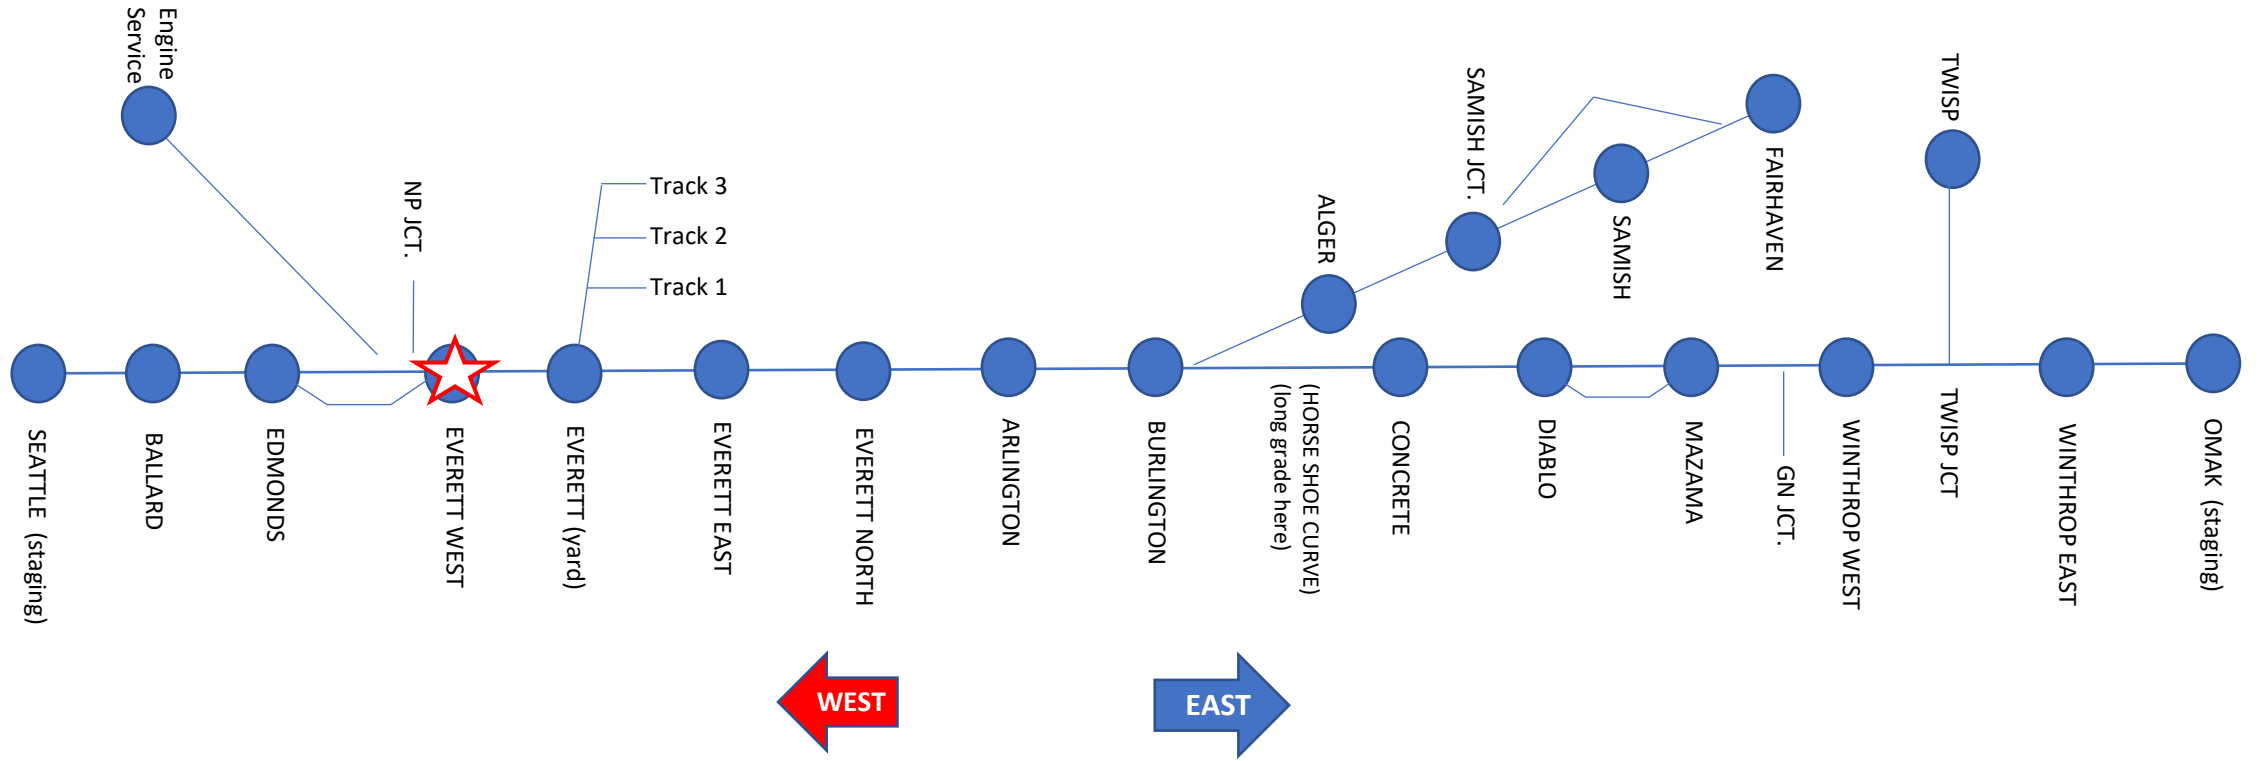 Engine
Service
NP JCT.
Track 3
Track 2
Track 1
ALGER
SAMISH JCT.
SAMISH
FAIRHAVEN
TWISP
SEATTLE (staging)
BALLARD
EDMONDS
EVERETT WEST
EVERETT (yard)
EVERETT EAST
EVERETT NORTH
ARLINGTON
BURLINGTON
(HORSE SHOE CURVE)
(long grade here)
CONCRETE
DIABLO
MAZAMA
GN JCT.
WINTHROP WEST
TWISP JCT
WINTHROP EAST
OMAK (staging)
WEST
EAST